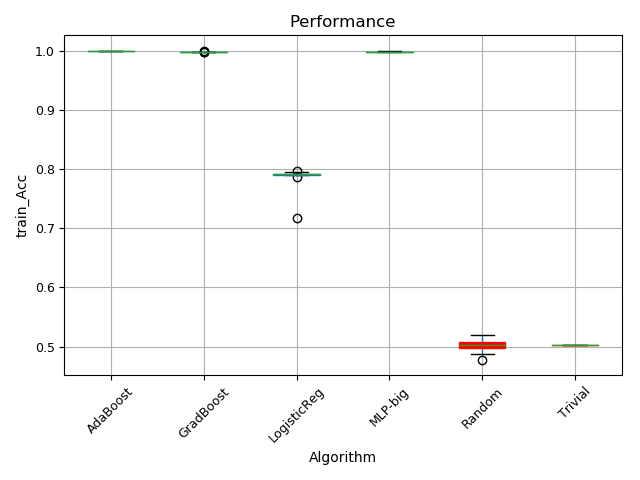 Performance
train_Acc
1.0
0.9
0.8
0.7
0.6
0.5
AdaBoost
GradBoost
LogisticReg
MLP-big
Random
Trivial
Algorithm